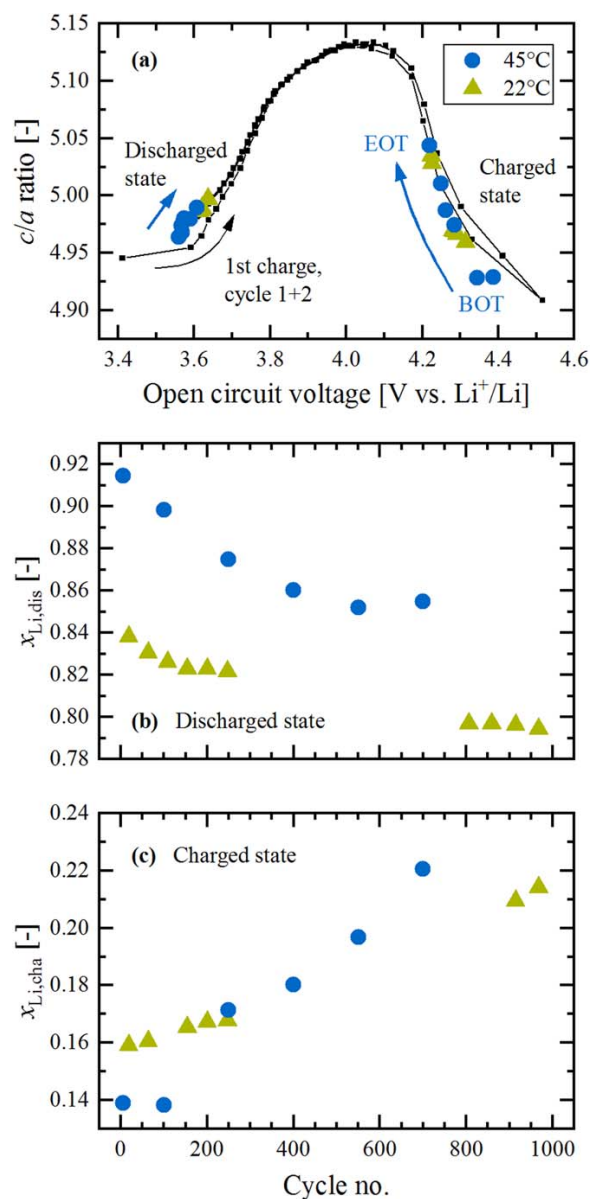 5.15
(a)
45°C
22°C
5.10
5.05
EOT
Discharged
state
Charged
state
c/a ratio [-]
5.00
4.95
1st charge,
cycle 1+2
BOT
4.90
3.4 3.6 3.8 4.0 4.2 4.4 4.6
Open circuit voltage [V vs. Li⁺/Li]
0.92
0.90
0.88
0.86
x_Li,dis [-]
0.84
0.82
0.80
(b) Discharged state
0.78
0.24
(c) Charged state
0.22
0.20
x_Li,cha [-]
0.18
0.16
0.14
0 200 400 600 800 1000
Cycle no.